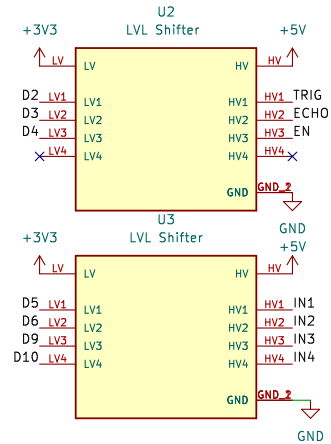 U2
LVL Shifter
+3V3 +5V
LV LV HV HV
D2 LV1 LV1 HV1 HV1 TRIG
D3 LV2 LV2 HV2 HV2 ECHO
D4 LV3 LV3 HV3 HV3 EN
LV4 LV4 HV4 HV4
GND
GND
U3
LVL Shifter
+3V3 +5V
LV LV HV HV
D5 LV1 LV1 HV1 HV1 IN1
D6 LV2 LV2 HV2 HV2 IN2
D9 LV3 LV3 HV3 HV3 IN3
D10 LV4 LV4 HV4 HV4 IN4
GND
GND